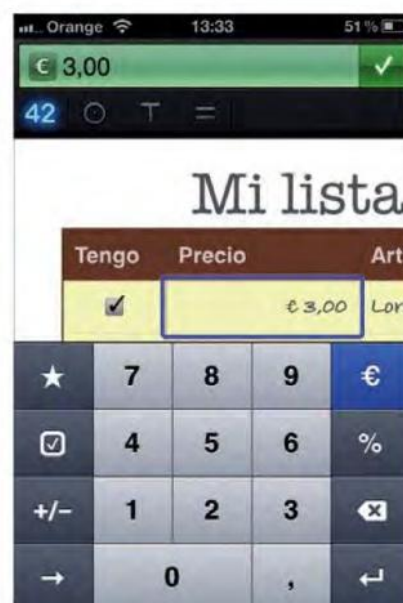 Orange 13:33 51%
€ 3,00
42 T =
Mi lista
Tengo Precio Art
✓ € 3,00 Lor
★ 7 8 9 €
4 5 6 %
+/- 1 2 3
→ 0 ,